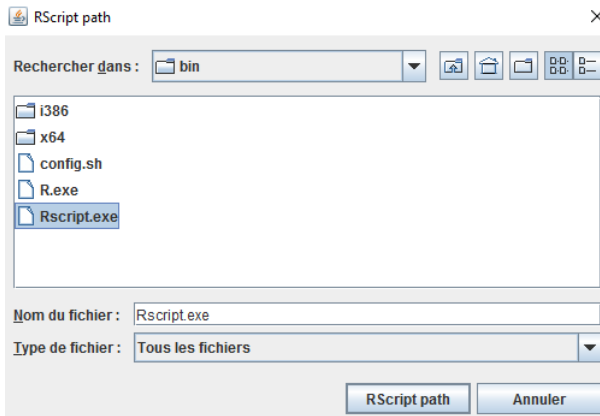 RScript path
Rechercher dans : bin
i386
x64
config.sh
R.exe
Rscript.exe
Nom du fichier : Rscript.exe
Type de fichier : Tous les fichiers
RScript path Annuler